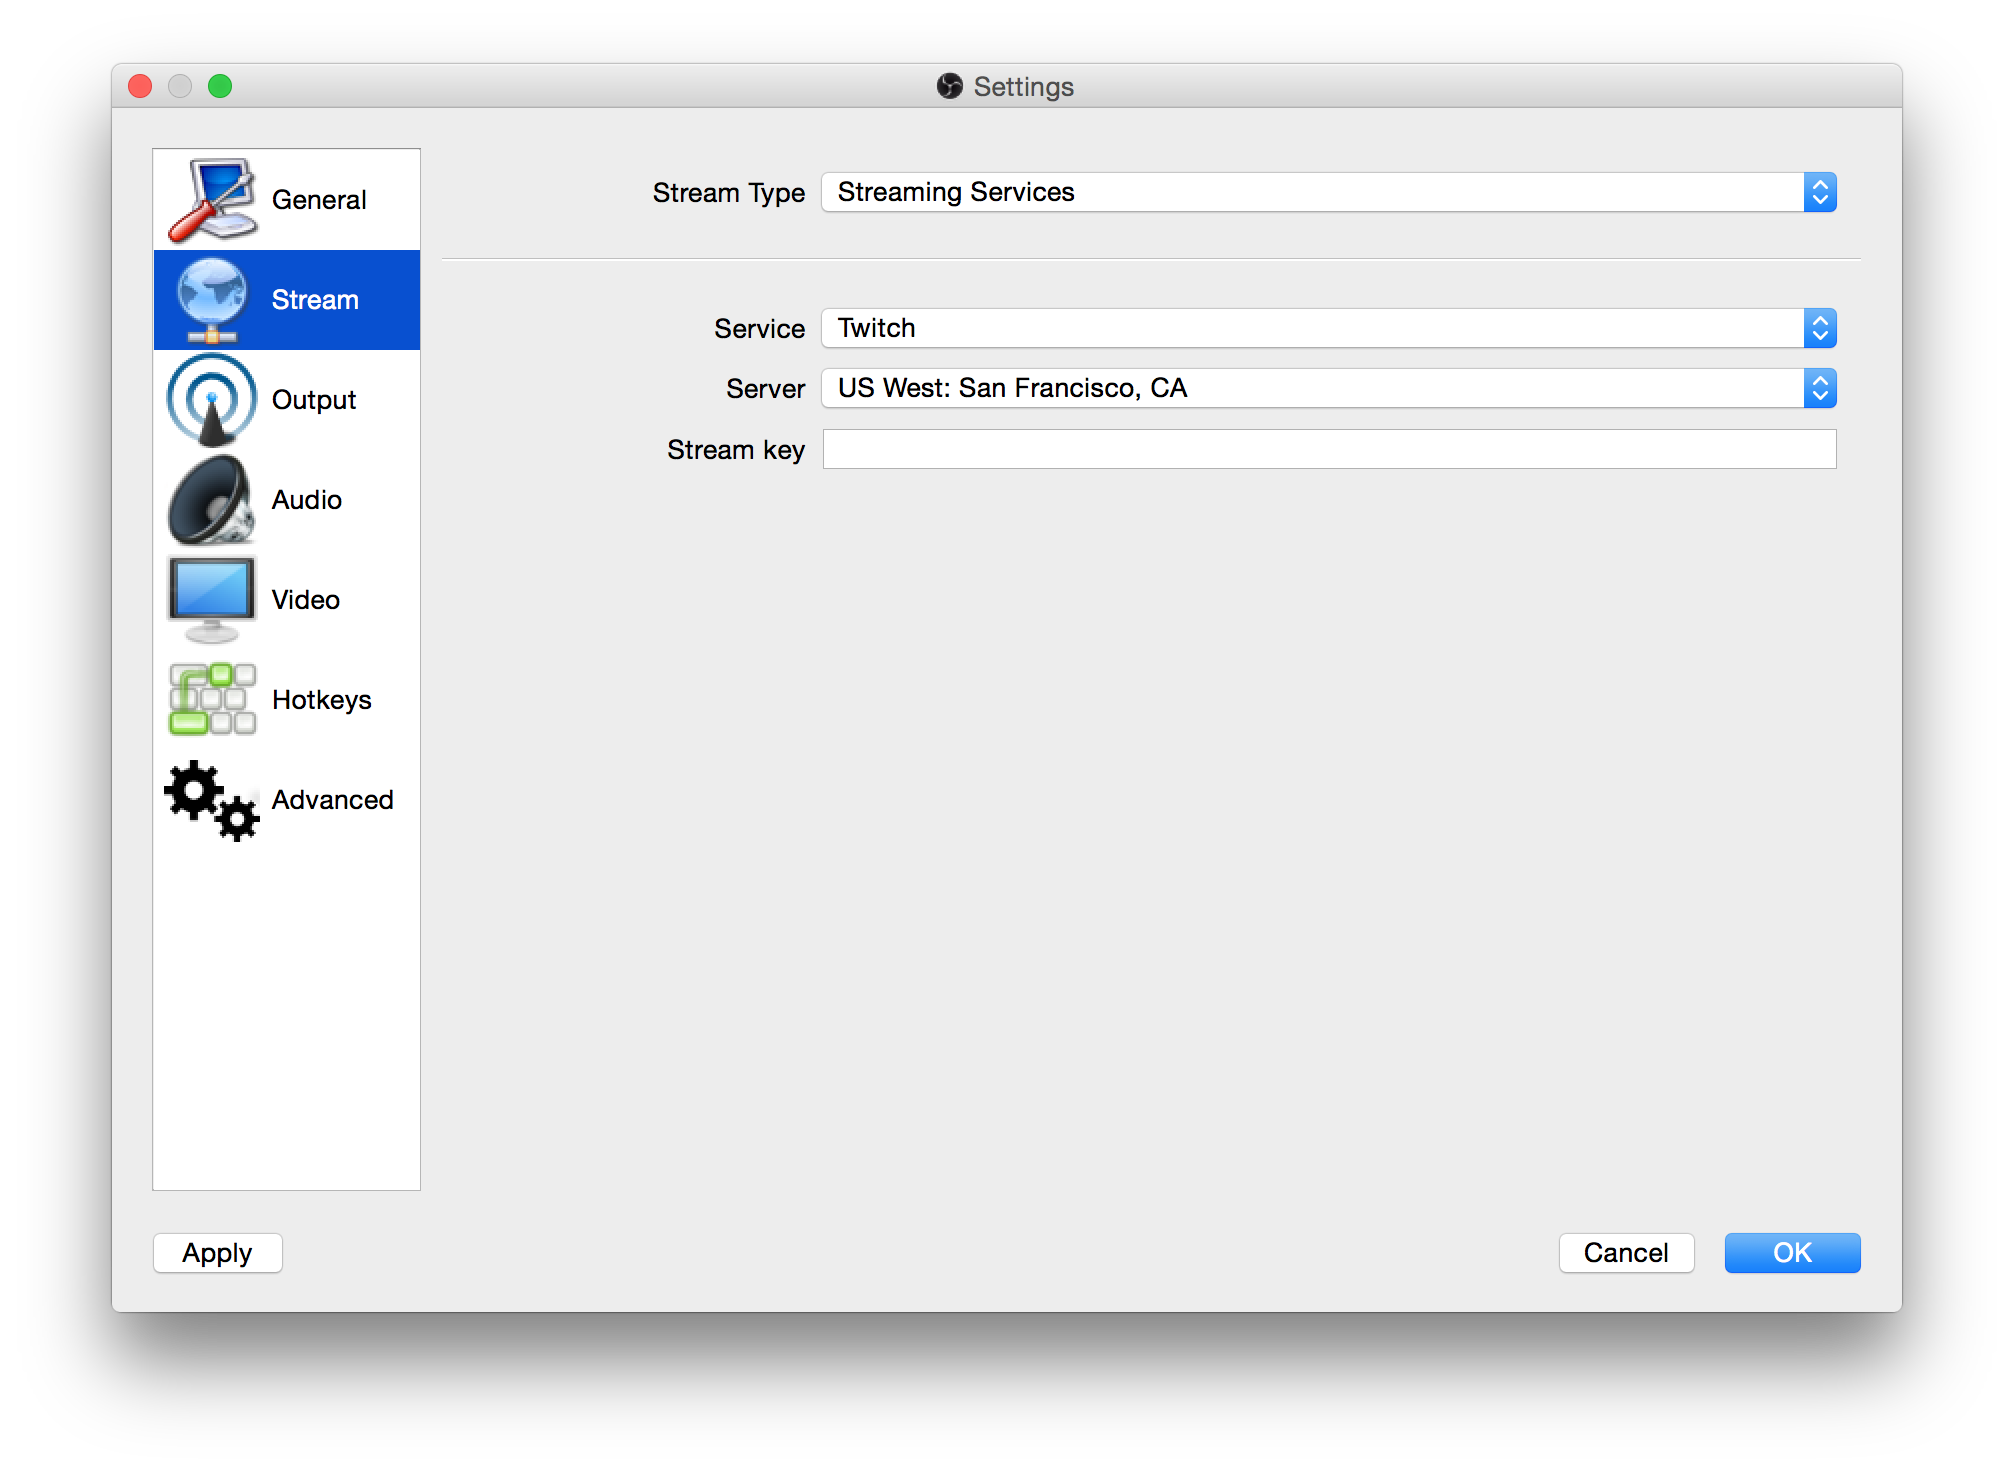 Settings
General
Stream
Output
Audio
Video
Hotkeys
Advanced
Stream Type Streaming Services
Service Twitch
Server US West: San Francisco, CA
Stream key
Apply
Cancel
OK